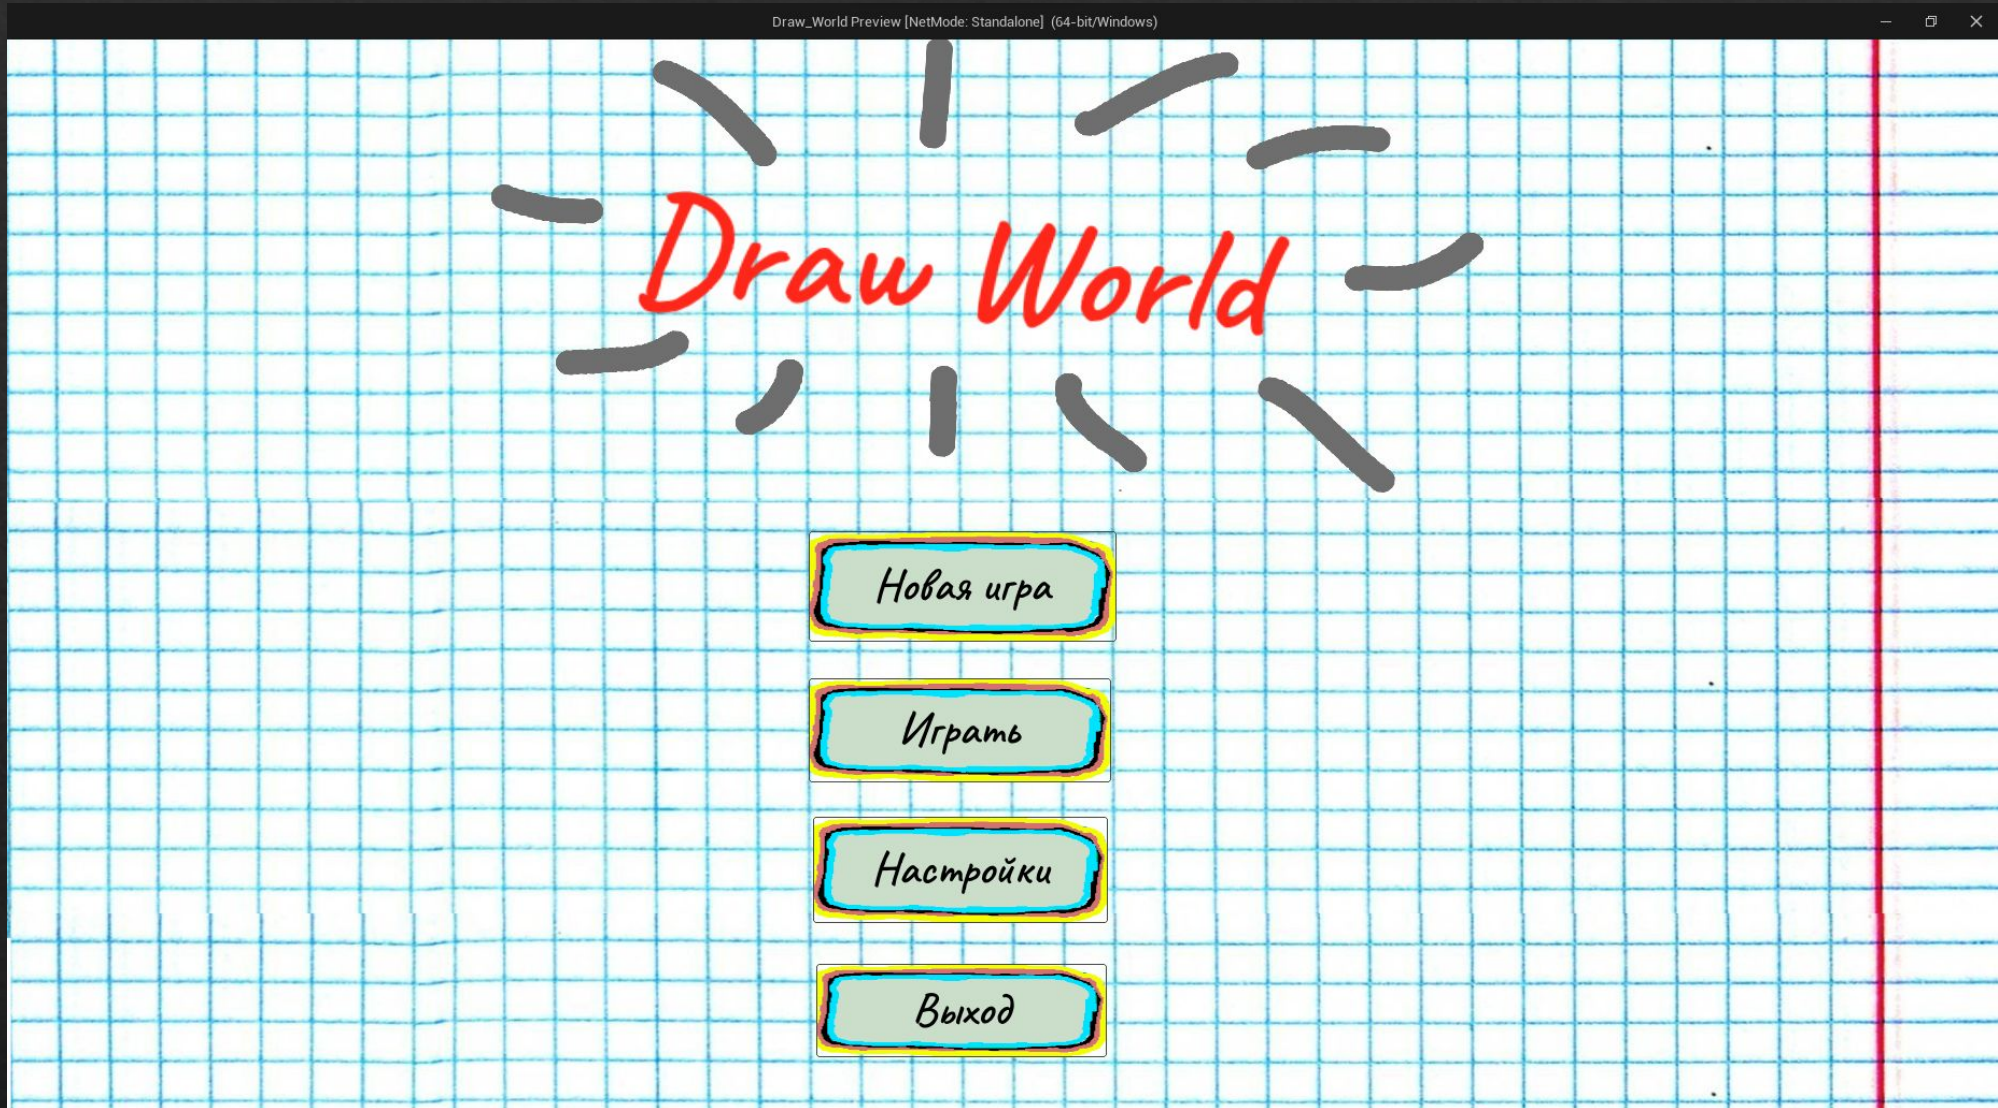 Draw_World Preview [NetMode: Standalone] (64-bit/Windows)
Draw World
Новая игра
Играть
Настройки
Выход